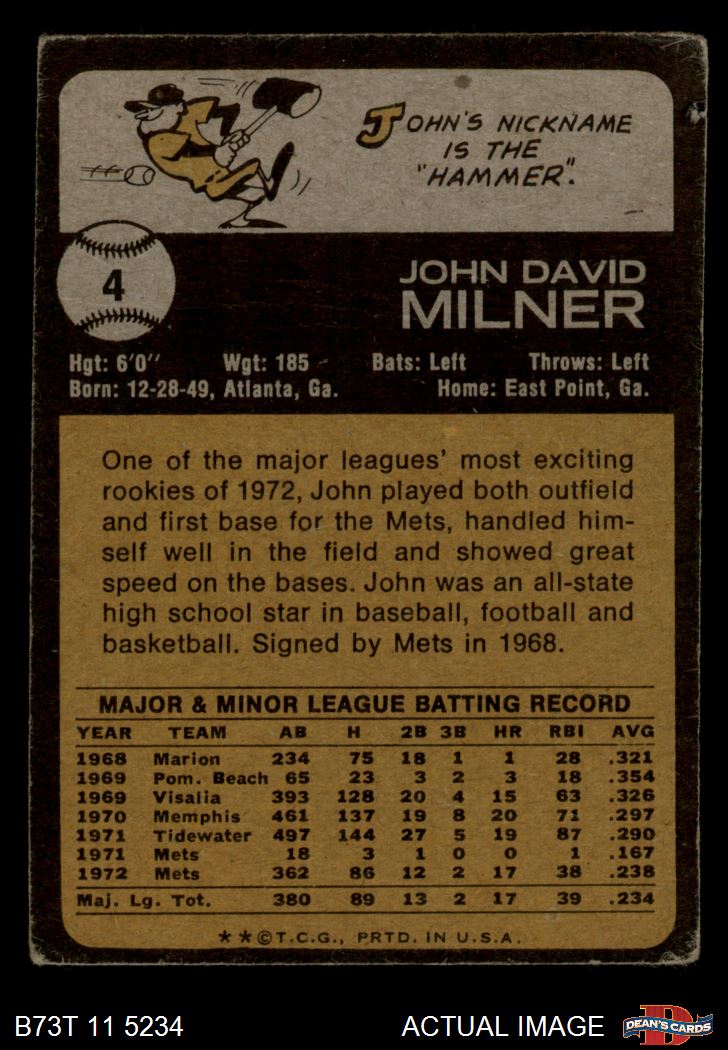 JOHN'S NICKNAME
IS THE
"HAMMER".
4
JOHN DAVID
MILNER
Hgt: 6'0" Wgt: 185 Bats: Left Throws: Left
Born: 12-28-49, Atlanta, Ga. Home: East Point, Ga.
One of the major leagues' most exciting
rookies of 1972, John played both outfield
and first base for the Mets, handled him-
self well in the field and showed great
speed on the bases. John was an all-state
high school star in baseball, football and
basketball. Signed by Mets in 1968.
MAJOR & MINOR LEAGUE BATTING RECORD
YEAR TEAM AB H 2B 3B HR RBI AVG
1968 Marion 234 75 18 1 1 28 .321
1969 Pom. Beach 65 23 3 2 3 18 .354
1969 Visalia 393 128 20 4 15 63 .326
1970 Memphis 461 137 19 8 20 71 .297
1971 Tidewater 497 144 27 5 19 87 .290
1971 Mets 18 3 1 0 0 1 .167
1972 Mets 362 86 12 2 17 38 .238
Maj. Lg. Tot. 380 89 13 2 17 39 .234
**©T.C.G., PRTD. IN U.S.A.
B73T 11 5234 ACTUAL IMAGE
D
DEAN'S CARDS